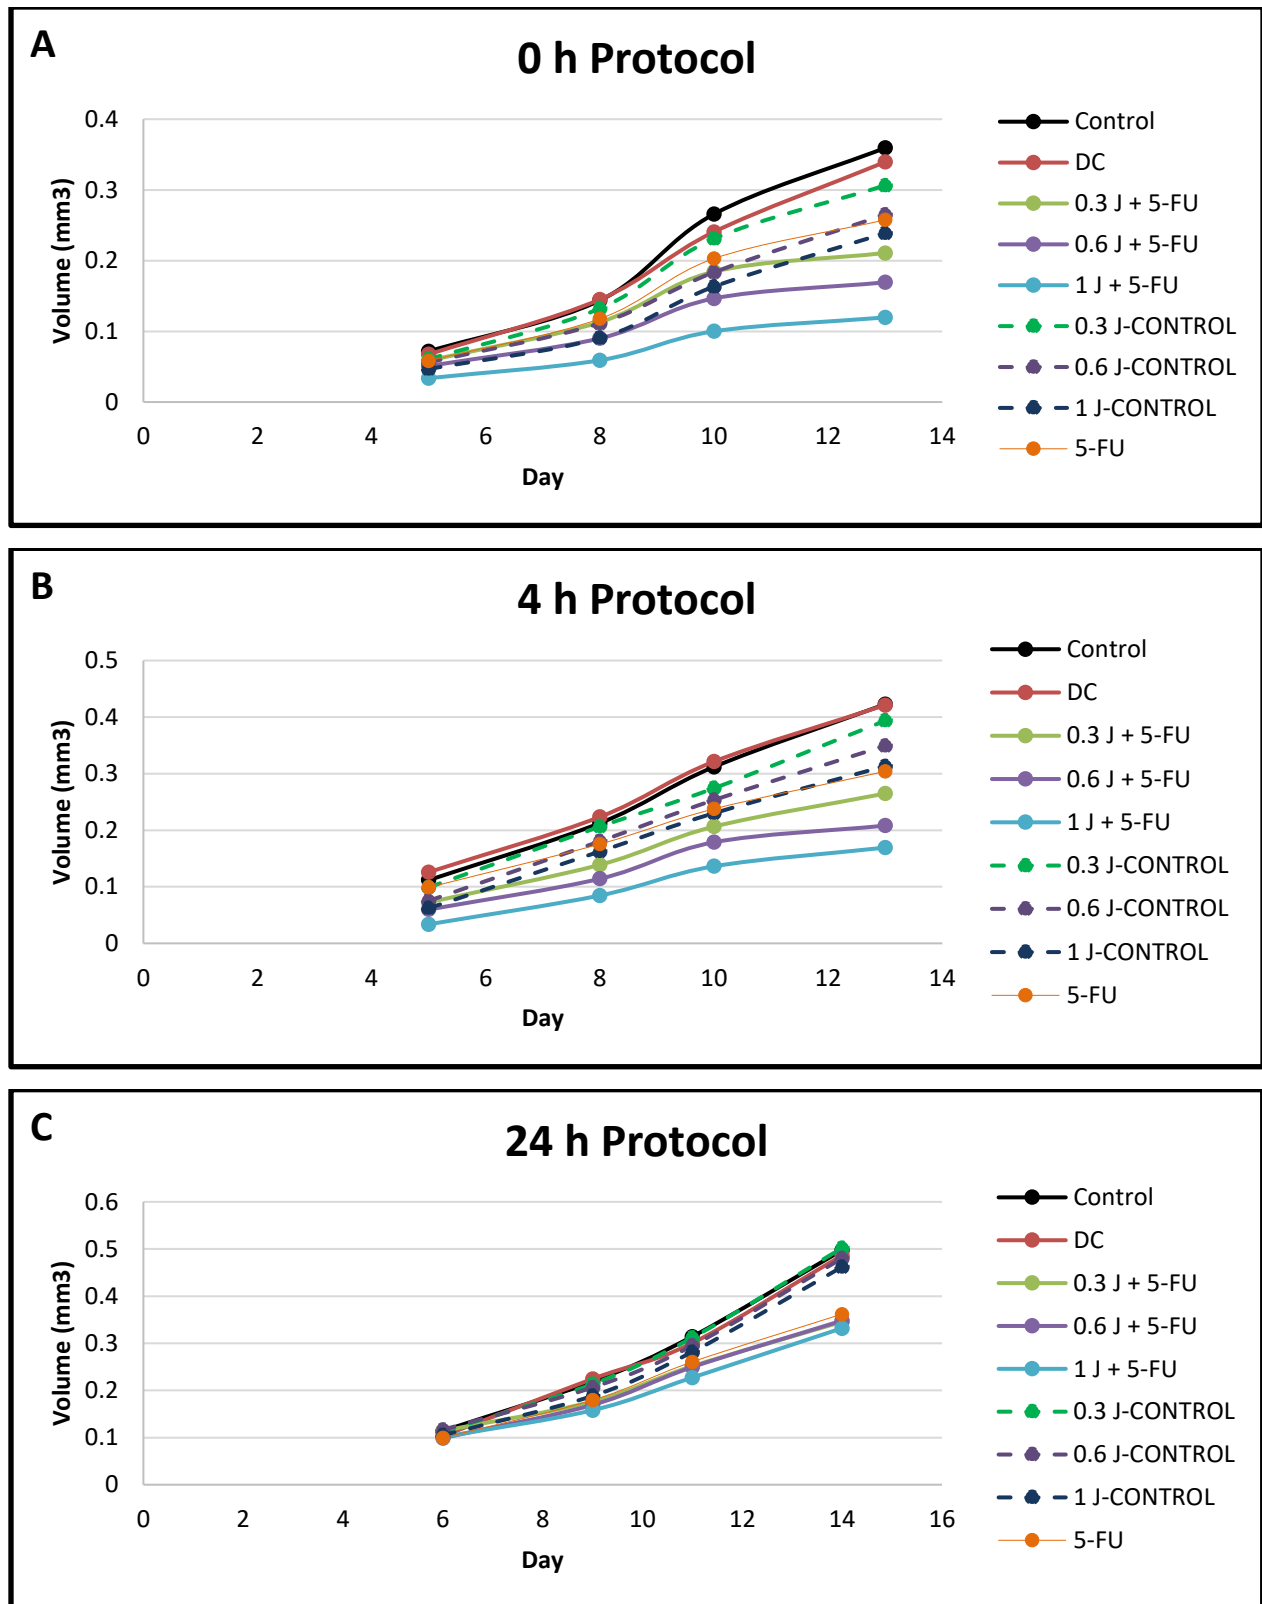 A
0 h Protocol
Volume (mm3)
0.4
0.3
0.2
0.1
0
0 2 4 6 8 10 12 14
Day
Control
DC
0.3 J + 5-FU
0.6 J + 5-FU
1 J + 5-FU
0.3 J-CONTROL
0.6 J-CONTROL
1 J-CONTROL
5-FU
B
4 h Protocol
Volume (mm3)
0.5
0.4
0.3
0.2
0.1
0
0 2 4 6 8 10 12 14
Day
Control
DC
0.3 J + 5-FU
0.6 J + 5-FU
1 J + 5-FU
0.3 J-CONTROL
0.6 J-CONTROL
1 J-CONTROL
5-FU
C
24 h Protocol
Volume (mm3)
0.6
0.5
0.4
0.3
0.2
0.1
0
0 2 4 6 8 10 12 14 16
Day
Control
DC
0.3 J + 5-FU
0.6 J + 5-FU
1 J + 5-FU
0.3 J-CONTROL
0.6 J-CONTROL
1 J-CONTROL
5-FU